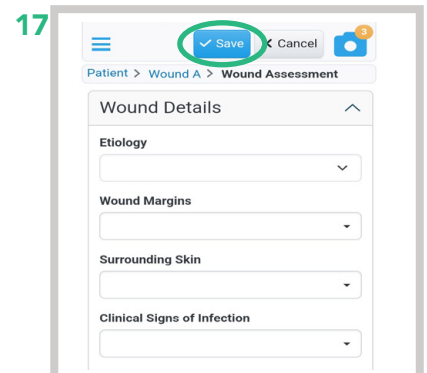 17
3
✓ Save × Cancel
Patient > Wound A > Wound Assessment
Wound Details
Etiology
Wound Margins
Surrounding Skin
Clinical Signs of Infection